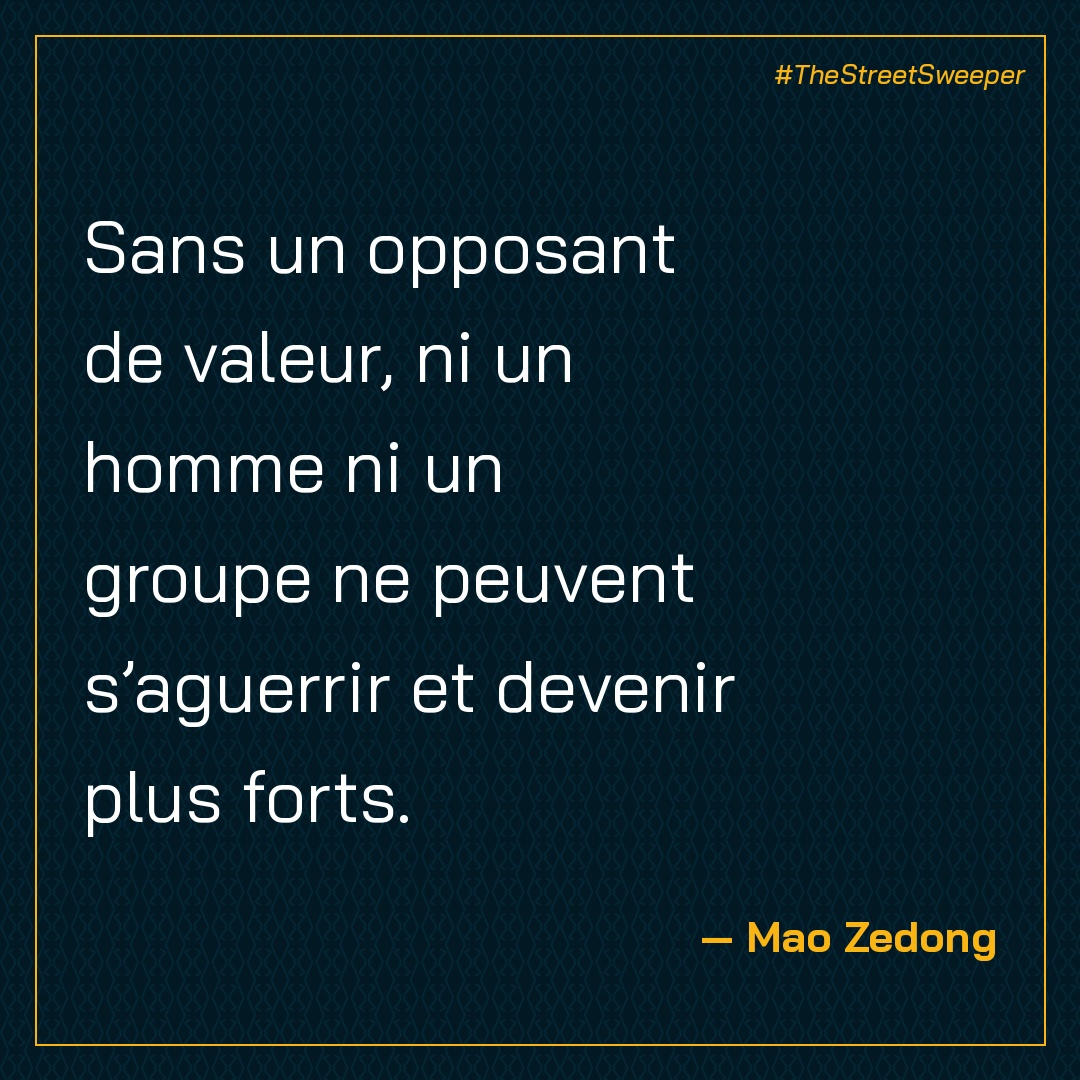 #TheStreetSweeper
Sans un opposant
de valeur, ni un
homme ni un
groupe ne peuvent
s’aguerrir et devenir
plus forts.
— Mao Zedong